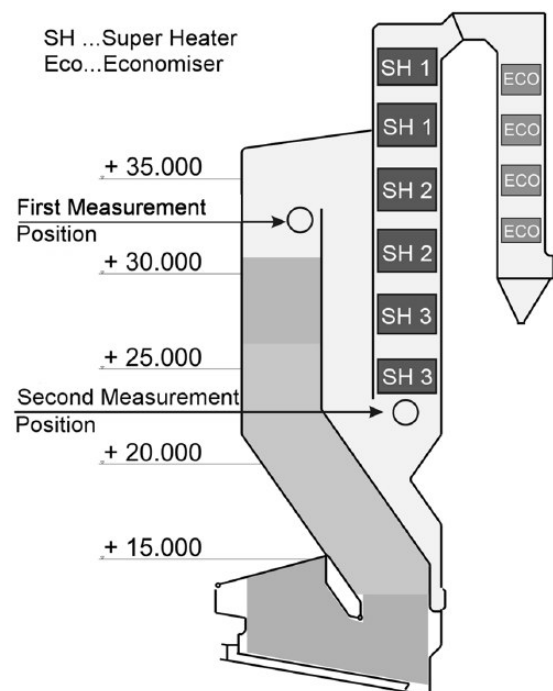 SH ...Super Heater
Eco...Economiser
SH 1
ECO
SH 1
ECO
+ 35.000
SH 2
ECO
First Measurement
Position
ECO
SH 2
+ 30.000
SH 3
+ 25.000
SH 3
Second Measurement
Position
+ 20.000
+ 15.000